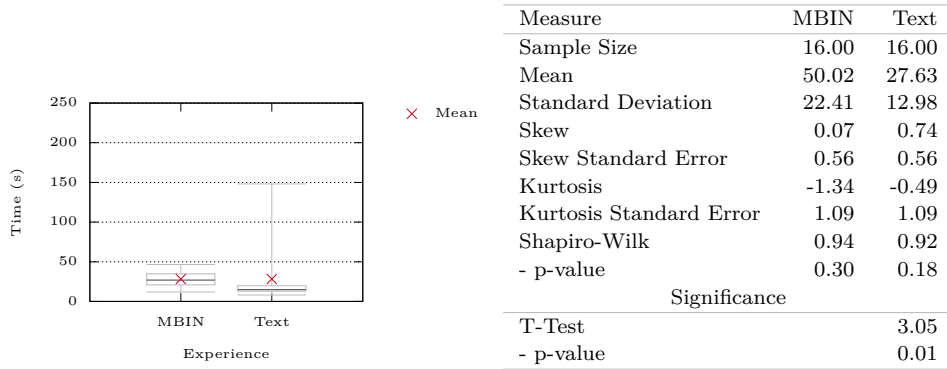 250
200
150
100
50
0
Time (s)
MBIN Text
Experience
× Mean
Measure MBIN Text
Sample Size 16.00 16.00
Mean 50.02 27.63
Standard Deviation 22.41 12.98
Skew 0.07 0.74
Skew Standard Error 0.56 0.56
Kurtosis -1.34 -0.49
Kurtosis Standard Error 1.09 1.09
Shapiro-Wilk 0.94 0.92
- p-value 0.30 0.18
Significance
T-Test 3.05
- p-value 0.01